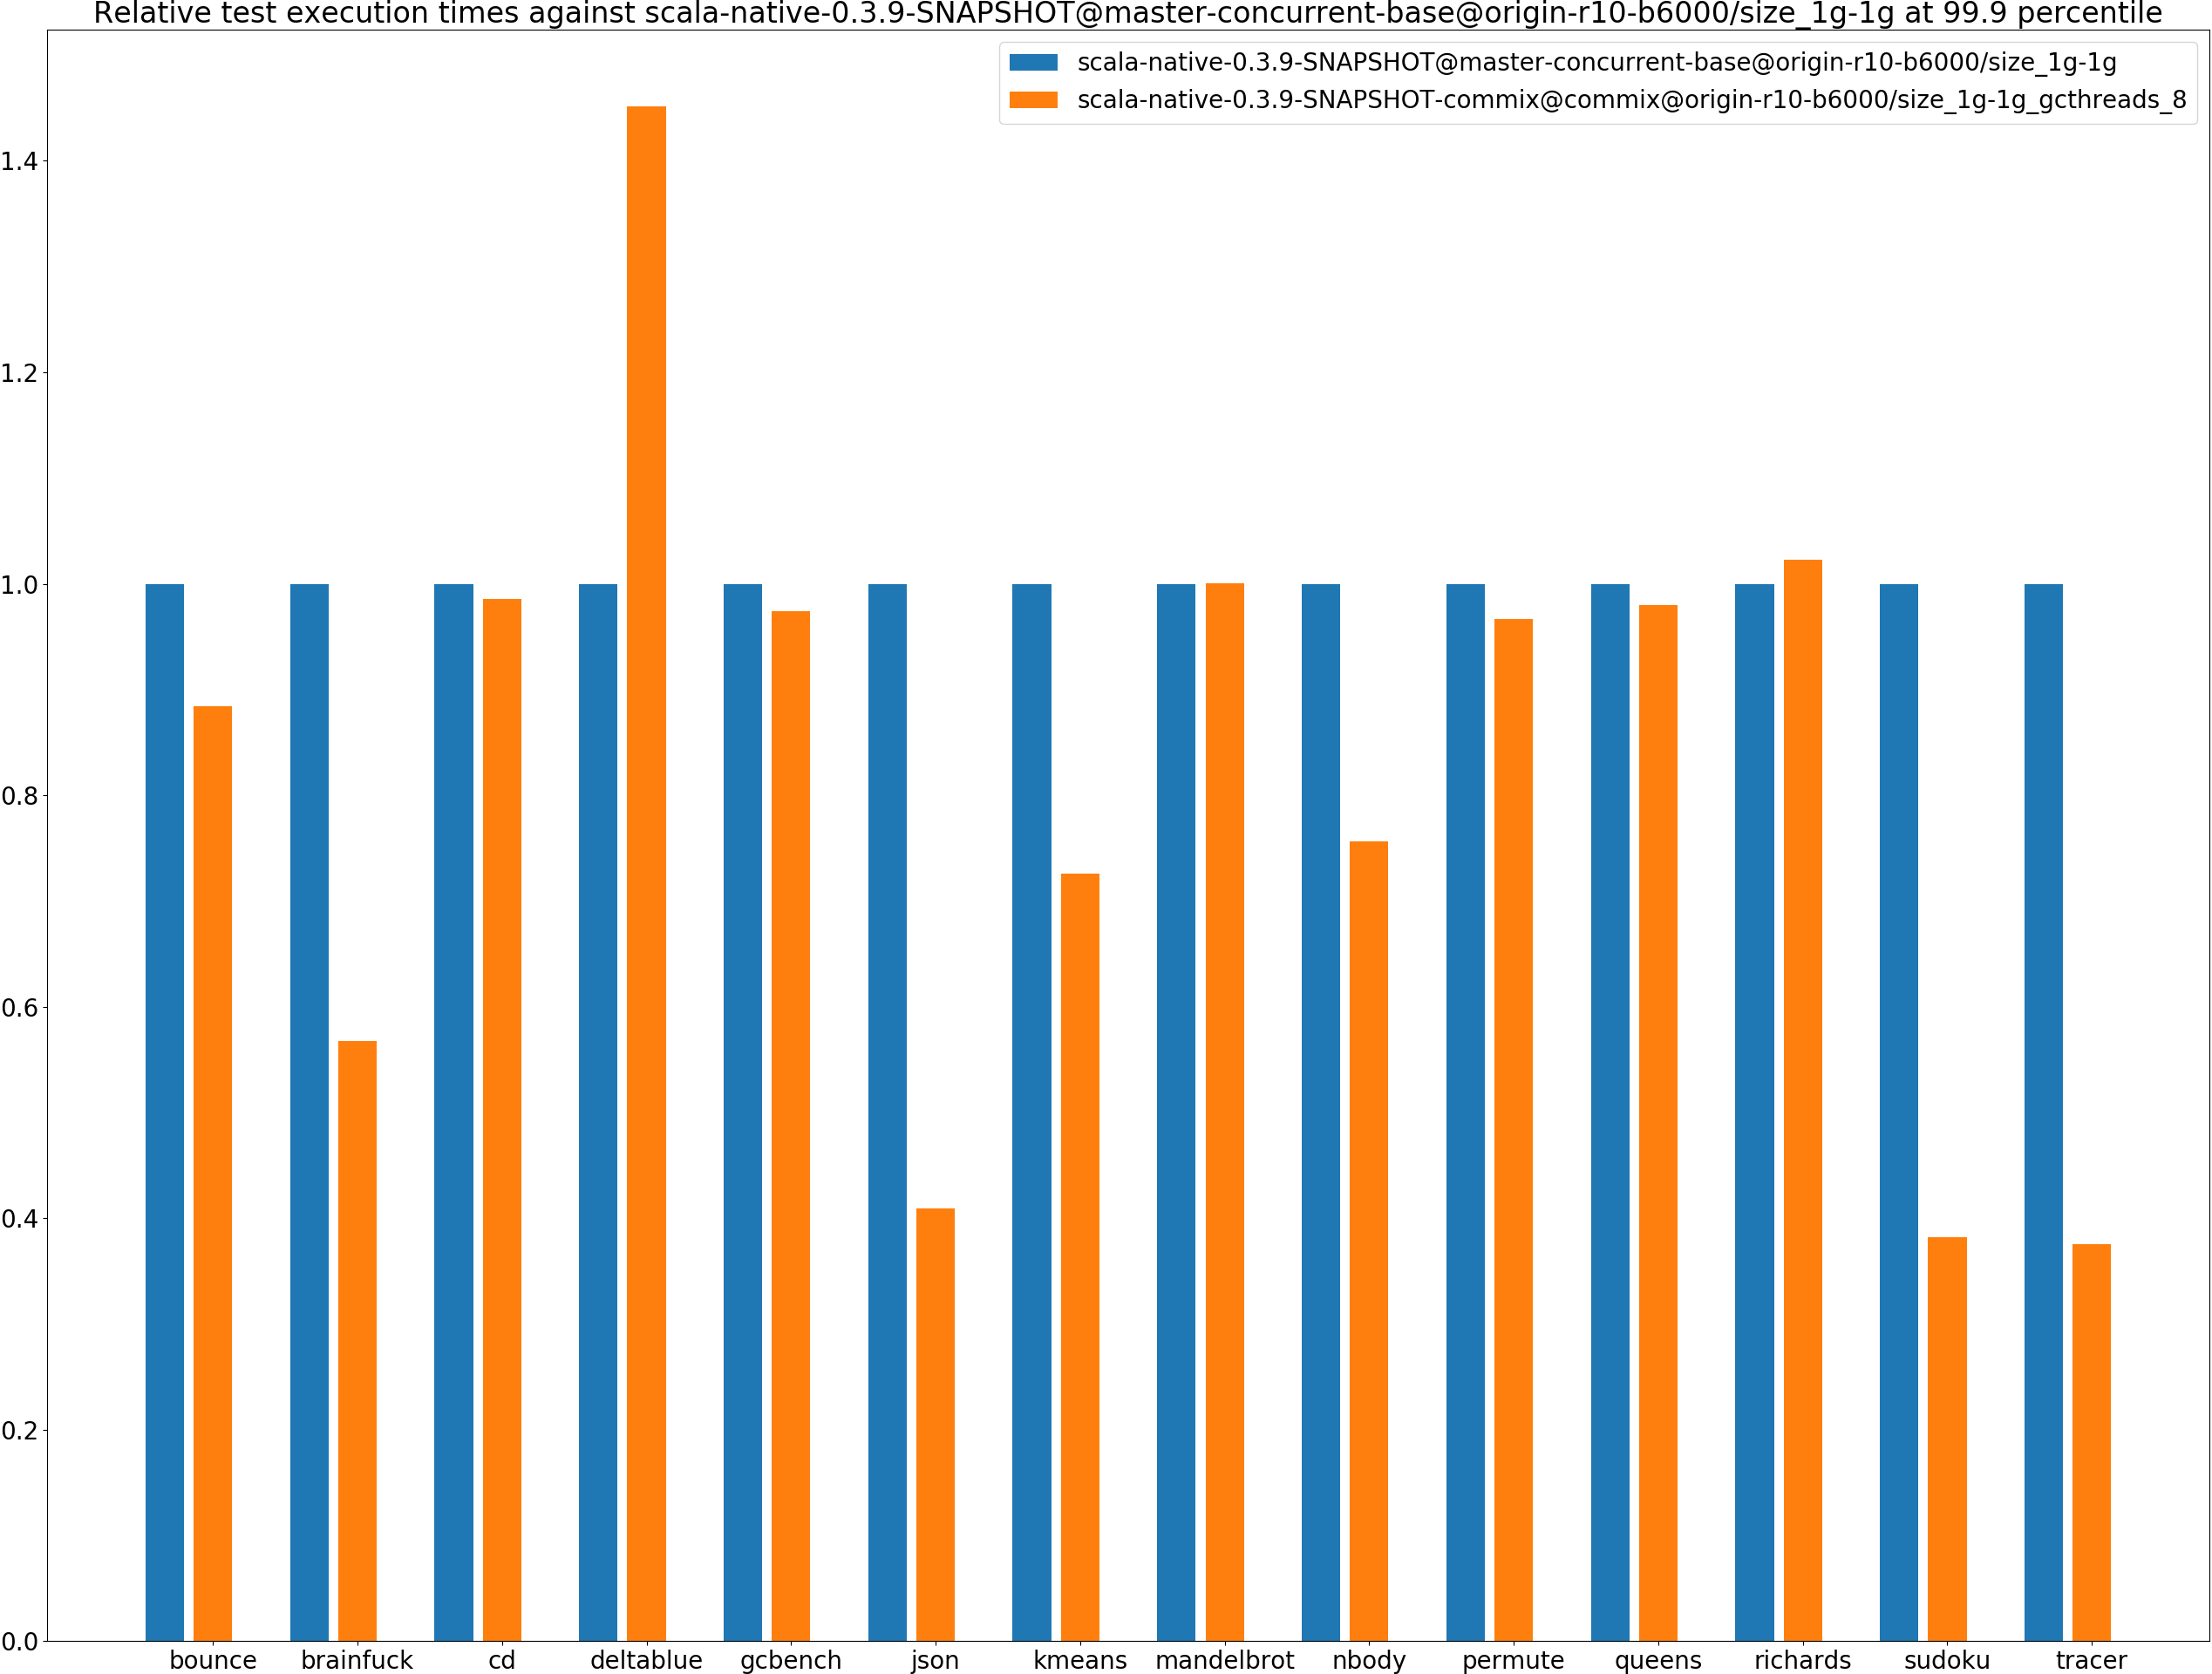 Relative test execution times against scala-native-0.3.9-SNAPSHOT@master-concurrent-base@origin-r10-b6000/size_1g-1g at 99.9 percentile
scala-native-0.3.9-SNAPSHOT@master-concurrent-base@origin-r10-b6000/size_1g-1g
scala-native-0.3.9-SNAPSHOT-commix@commix@origin-r10-b6000/size_1g-1g_gcthreads_8
1.4
1.2
1.0
0.8
0.6
0.4
0.2
0.0
bounce brainfuck cd deltablue gcbench json kmeans mandelbrot nbody permute queens richards sudoku tracer